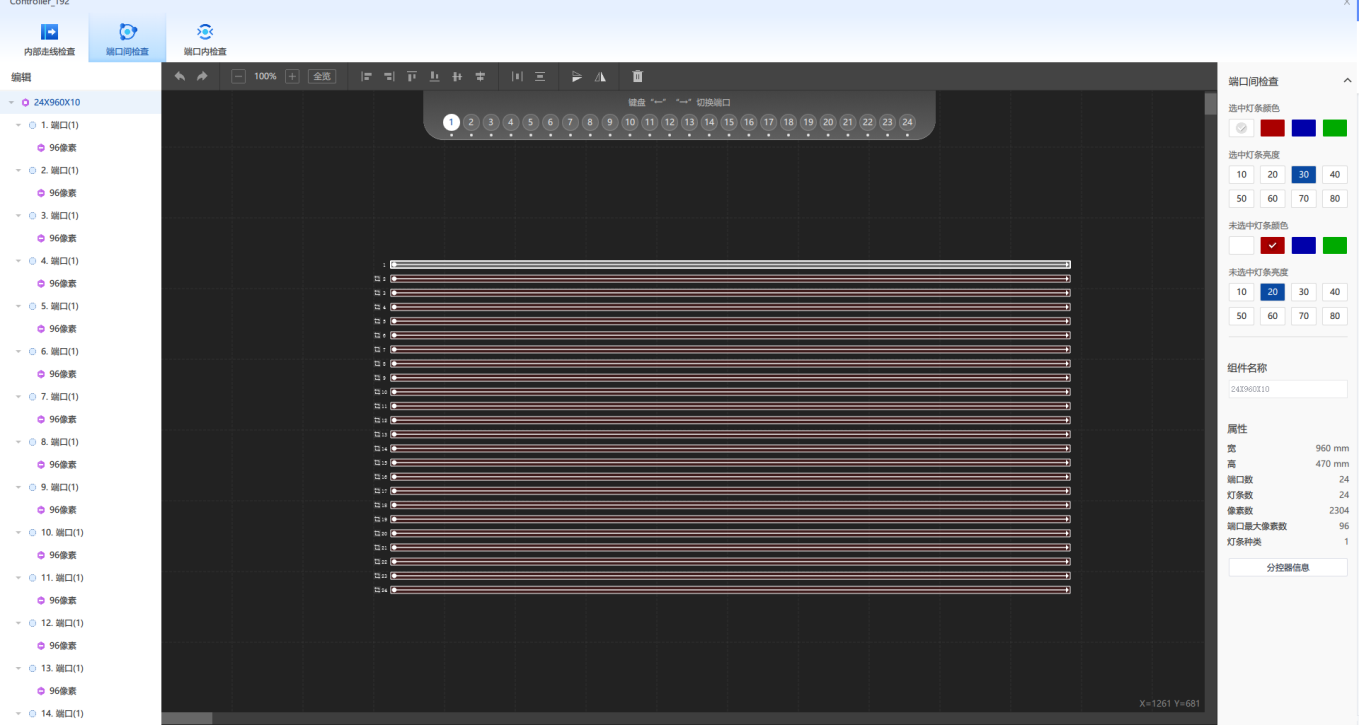 Controller_192
X
内部走线检查
端口间检查
端口内检查
编辑
100%
全览
24X960X10
1. 端口(1)
96像素
2. 端口(1)
96像素
3. 端口(1)
96像素
4. 端口(1)
96像素
5. 端口(1)
96像素
6. 端口(1)
96像素
7. 端口(1)
96像素
8. 端口(1)
96像素
9. 端口(1)
96像素
10. 端口(1)
96像素
11. 端口(1)
96像素
12. 端口(1)
96像素
13. 端口(1)
96像素
14. 端口(1)
键盘 "←" "→" 切换端口
1 2 3 4 5 6 7 8 9 10 11 12 13 14 15 16 17 18 19 20 21 22 23 24
1
2
3
4
5
6
7
8
9
10
11
12
13
14
15
16
17
18
19
20
21
22
23
24
X=1261 Y=681
端口间检查
选中灯条颜色
选中灯条亮度
10 20 30 40
50 60 70 80
未选中灯条颜色
未选中灯条亮度
10 20 30 40
50 60 70 80
组件名称
24X960X10
属性
宽 960 mm
高 470 mm
端口数 24
灯条数 24
像素数 2304
端口最大像素数 96
灯条种类 1
分控器信息